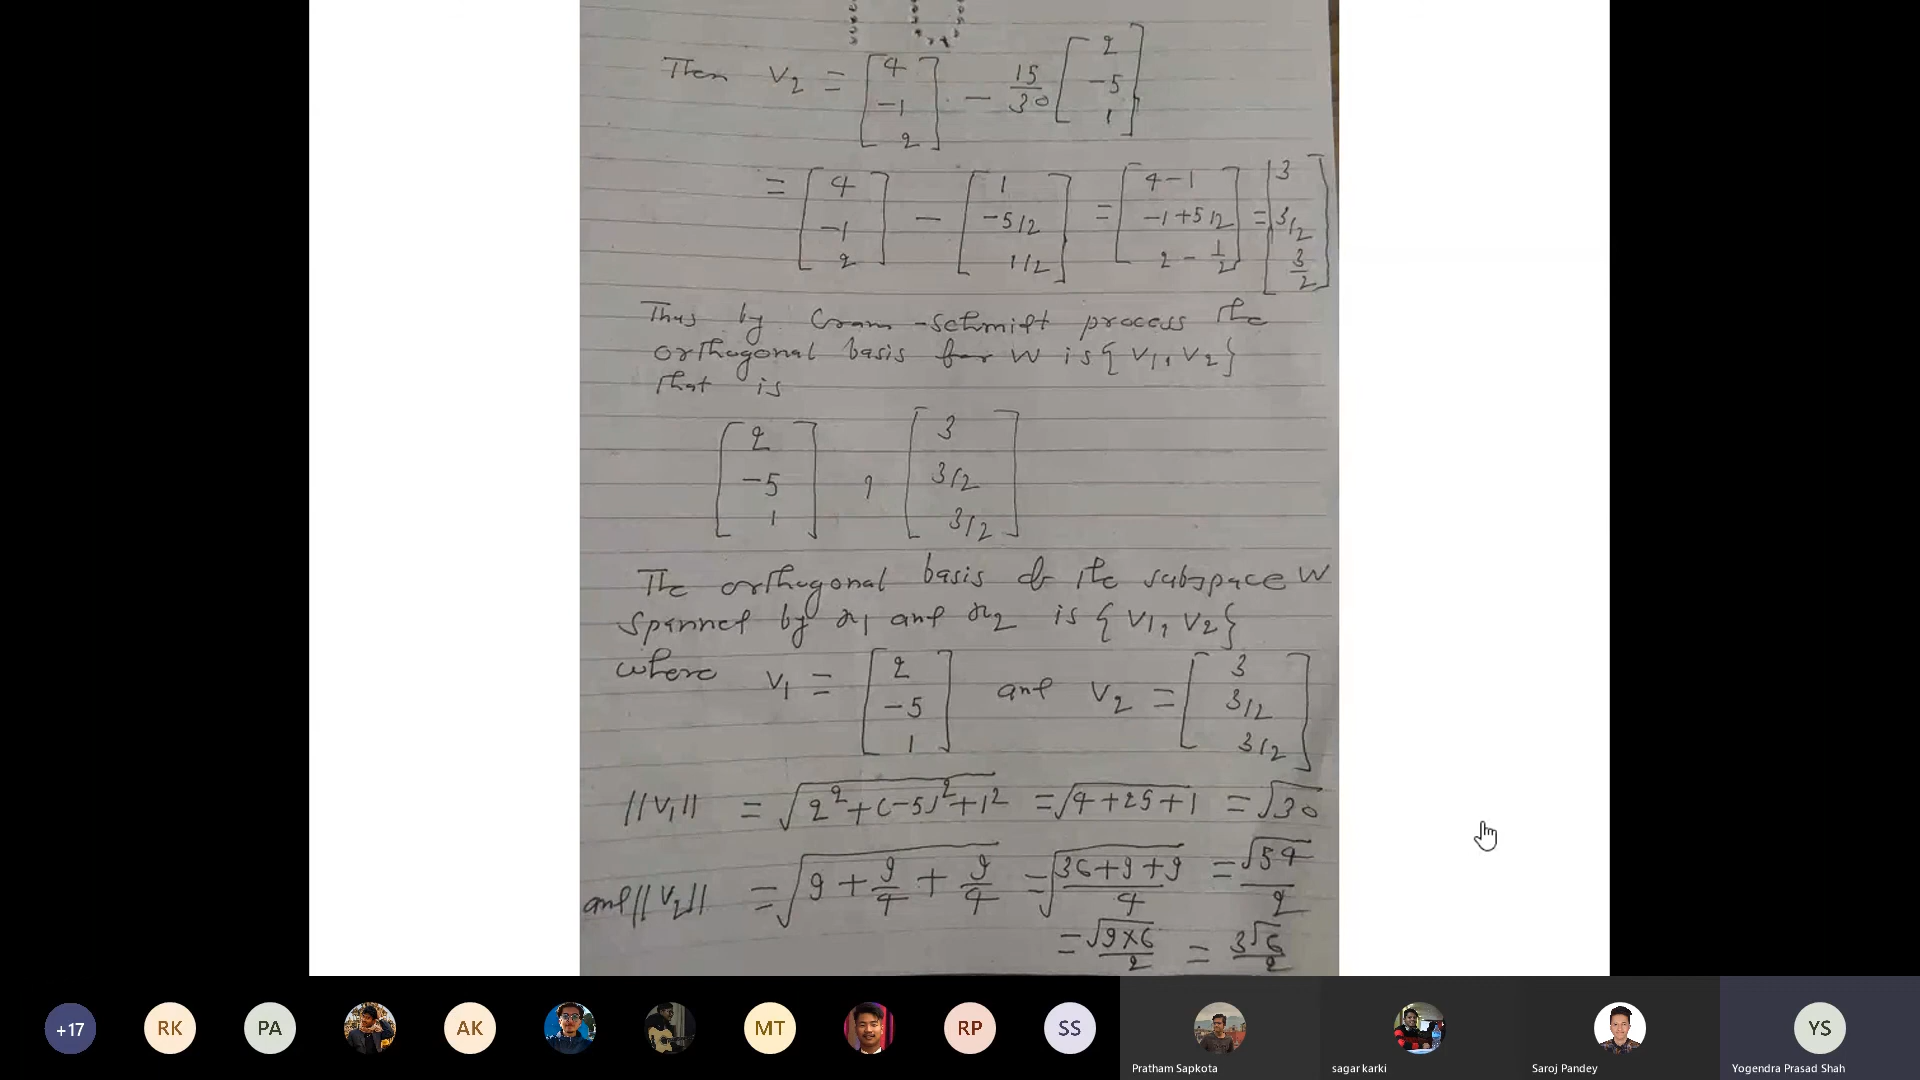 Then V2 = [4 -1 2] - 15/30 [2 -5 1]
= [4 -1 2] - [1 -5/2 1/2] = [4-1 -1+5/2 2-1/2] = [3 3/2 3/2]
Thus by Gram-Schmidt process the
orthogonal basis for W is { V1, V2 }
that is
[2 -5 1] , [3 3/2 3/2]
The orthogonal basis of the subspace W
spanned by x1 and x2 is { V1, V2 }
where V1 = [2 -5 1] and V2 = [3 3/2 3/2]
||V1|| = √(2² + (-5)² + 1²) = √(4+25+1) = √30
and ||V2|| = √(9 + 9/4 + 9/4) = √((36+9+9)/4) = √54/2
= √(9×6)/2 = 3√6/2
+17 RK PA AK MT RP SS YS
Pratham Sapkota sagar karki Saroj Pandey Yogendra Prasad Shah